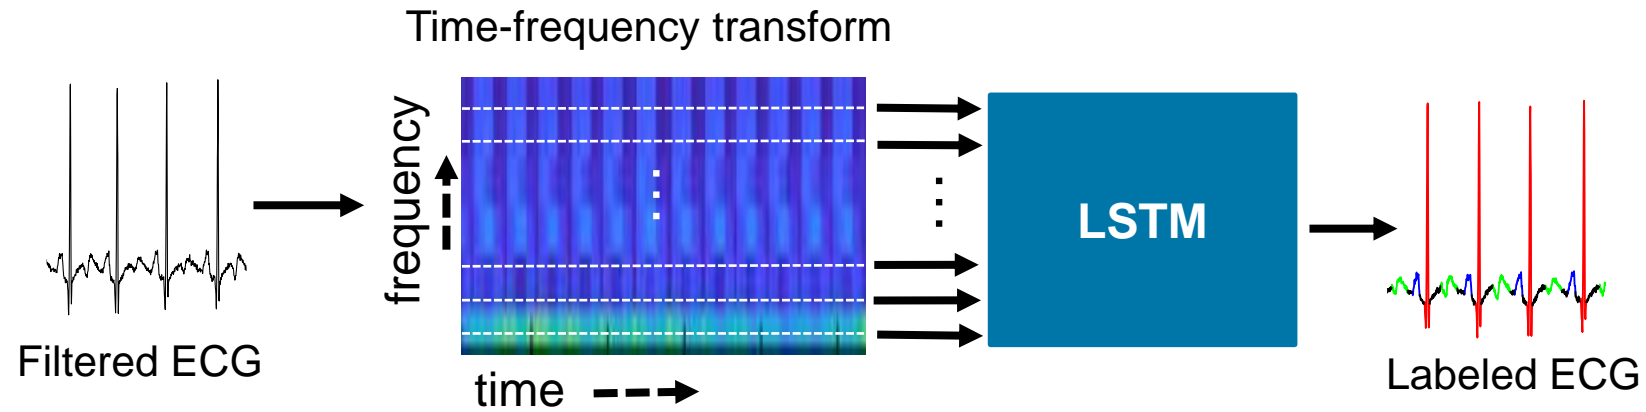 Time-frequency transform
frequency
LSTM
Filtered ECG
time
Labeled ECG